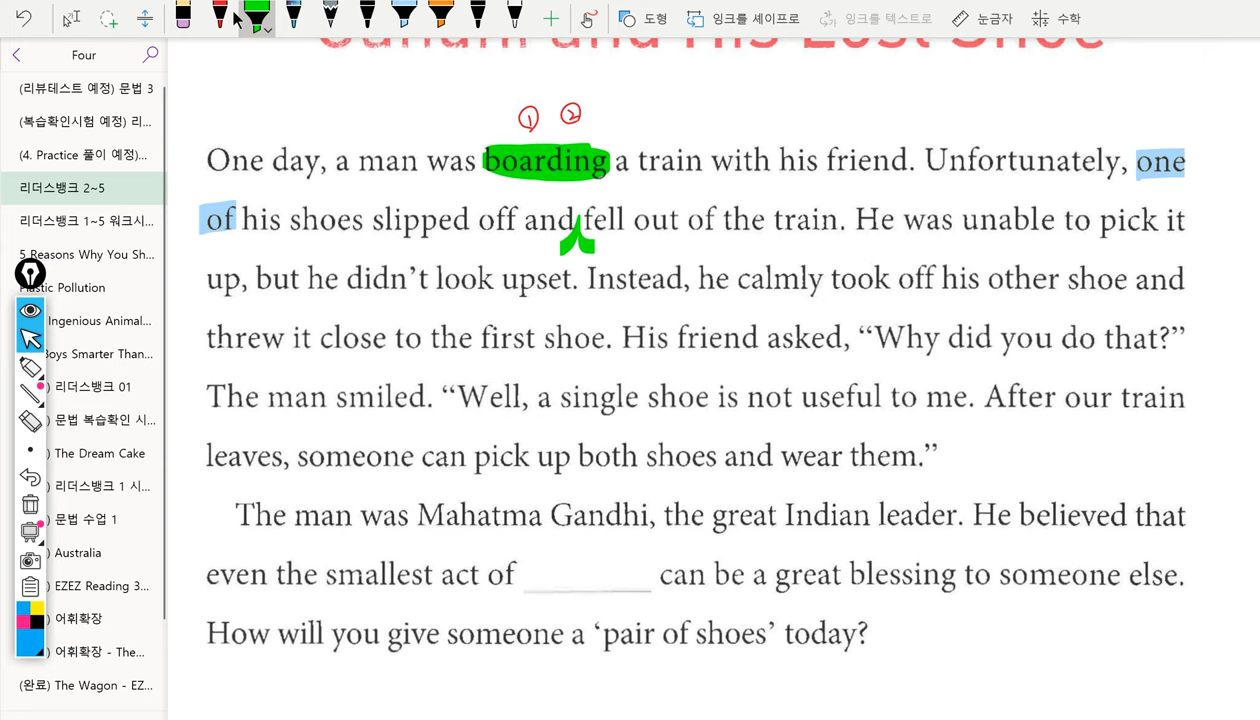 도형
잉크를 셰이프로
잉크를 텍스트로
눈금자
수학
Four
(리뷰테스트 예정) 문법 3
(복습확인시험 예정) 리...
(4. Practice 풀이 예정)...
리더스뱅크 2~5
리더스뱅크 1~5 워크시...
5 Reasons Why You Sh...
Plastic Pollution
Ingenious Animal...
Boys Smarter Than...
) 리더스뱅크 01
) 문법 복습확인 시...
) The Dream Cake
) 리더스뱅크 1 시...
) 문법 수업 1
) Australia
) EZEZ Reading 3...
) 어휘확장
) 어휘확장 - The...
(완료) The Wagon - EZ...
Gandhi and His Lost Shoe
① ②
One day, a man was boarding a train with his friend. Unfortunately, one
of his shoes slipped off and fell out of the train. He was unable to pick it
up, but he didn't look upset. Instead, he calmly took off his other shoe and
threw it close to the first shoe. His friend asked, “Why did you do that?”
The man smiled. “Well, a single shoe is not useful to me. After our train
leaves, someone can pick up both shoes and wear them.”
The man was Mahatma Gandhi, the great Indian leader. He believed that
even the smallest act of ________ can be a great blessing to someone else.
How will you give someone a ‘pair of shoes’ today?